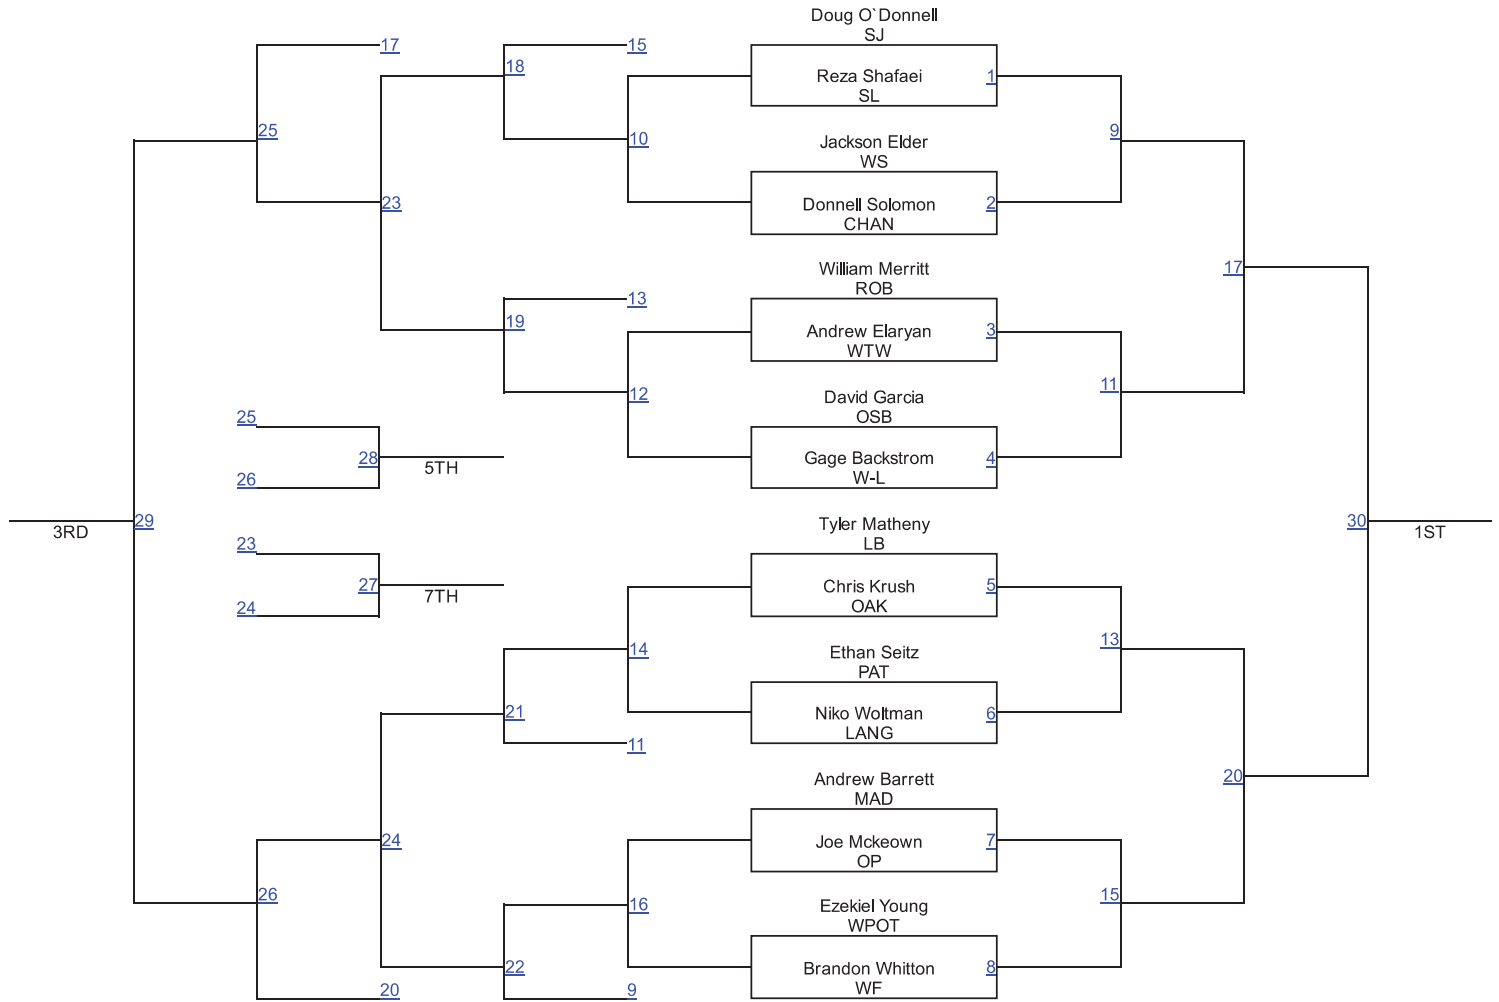 Doug O`Donnell
SJ
17
15
18
Reza Shafaei
1
SL
25
10
9
Jackson Elder
WS
23
Donnell Solomon
2
CHAN
William Merritt
17
ROB
13
19
Andrew Elaryan
3
WTW
12
11
David Garcia
25
OSB
28
5TH
Gage Backstrom
4
26
W-L
3RD
29
Tyler Matheny
30
1ST
23
LB
27
7TH
Chris Krush
5
24
OAK
14
13
Ethan Seitz
PAT
21
Niko Woltman
6
LANG
11
Andrew Barrett
20
MAD
24
Joe Mckeown
7
OP
26
16
15
Ezekiel Young
WPOT
22
Brandon Whitton
8
20
9
WF